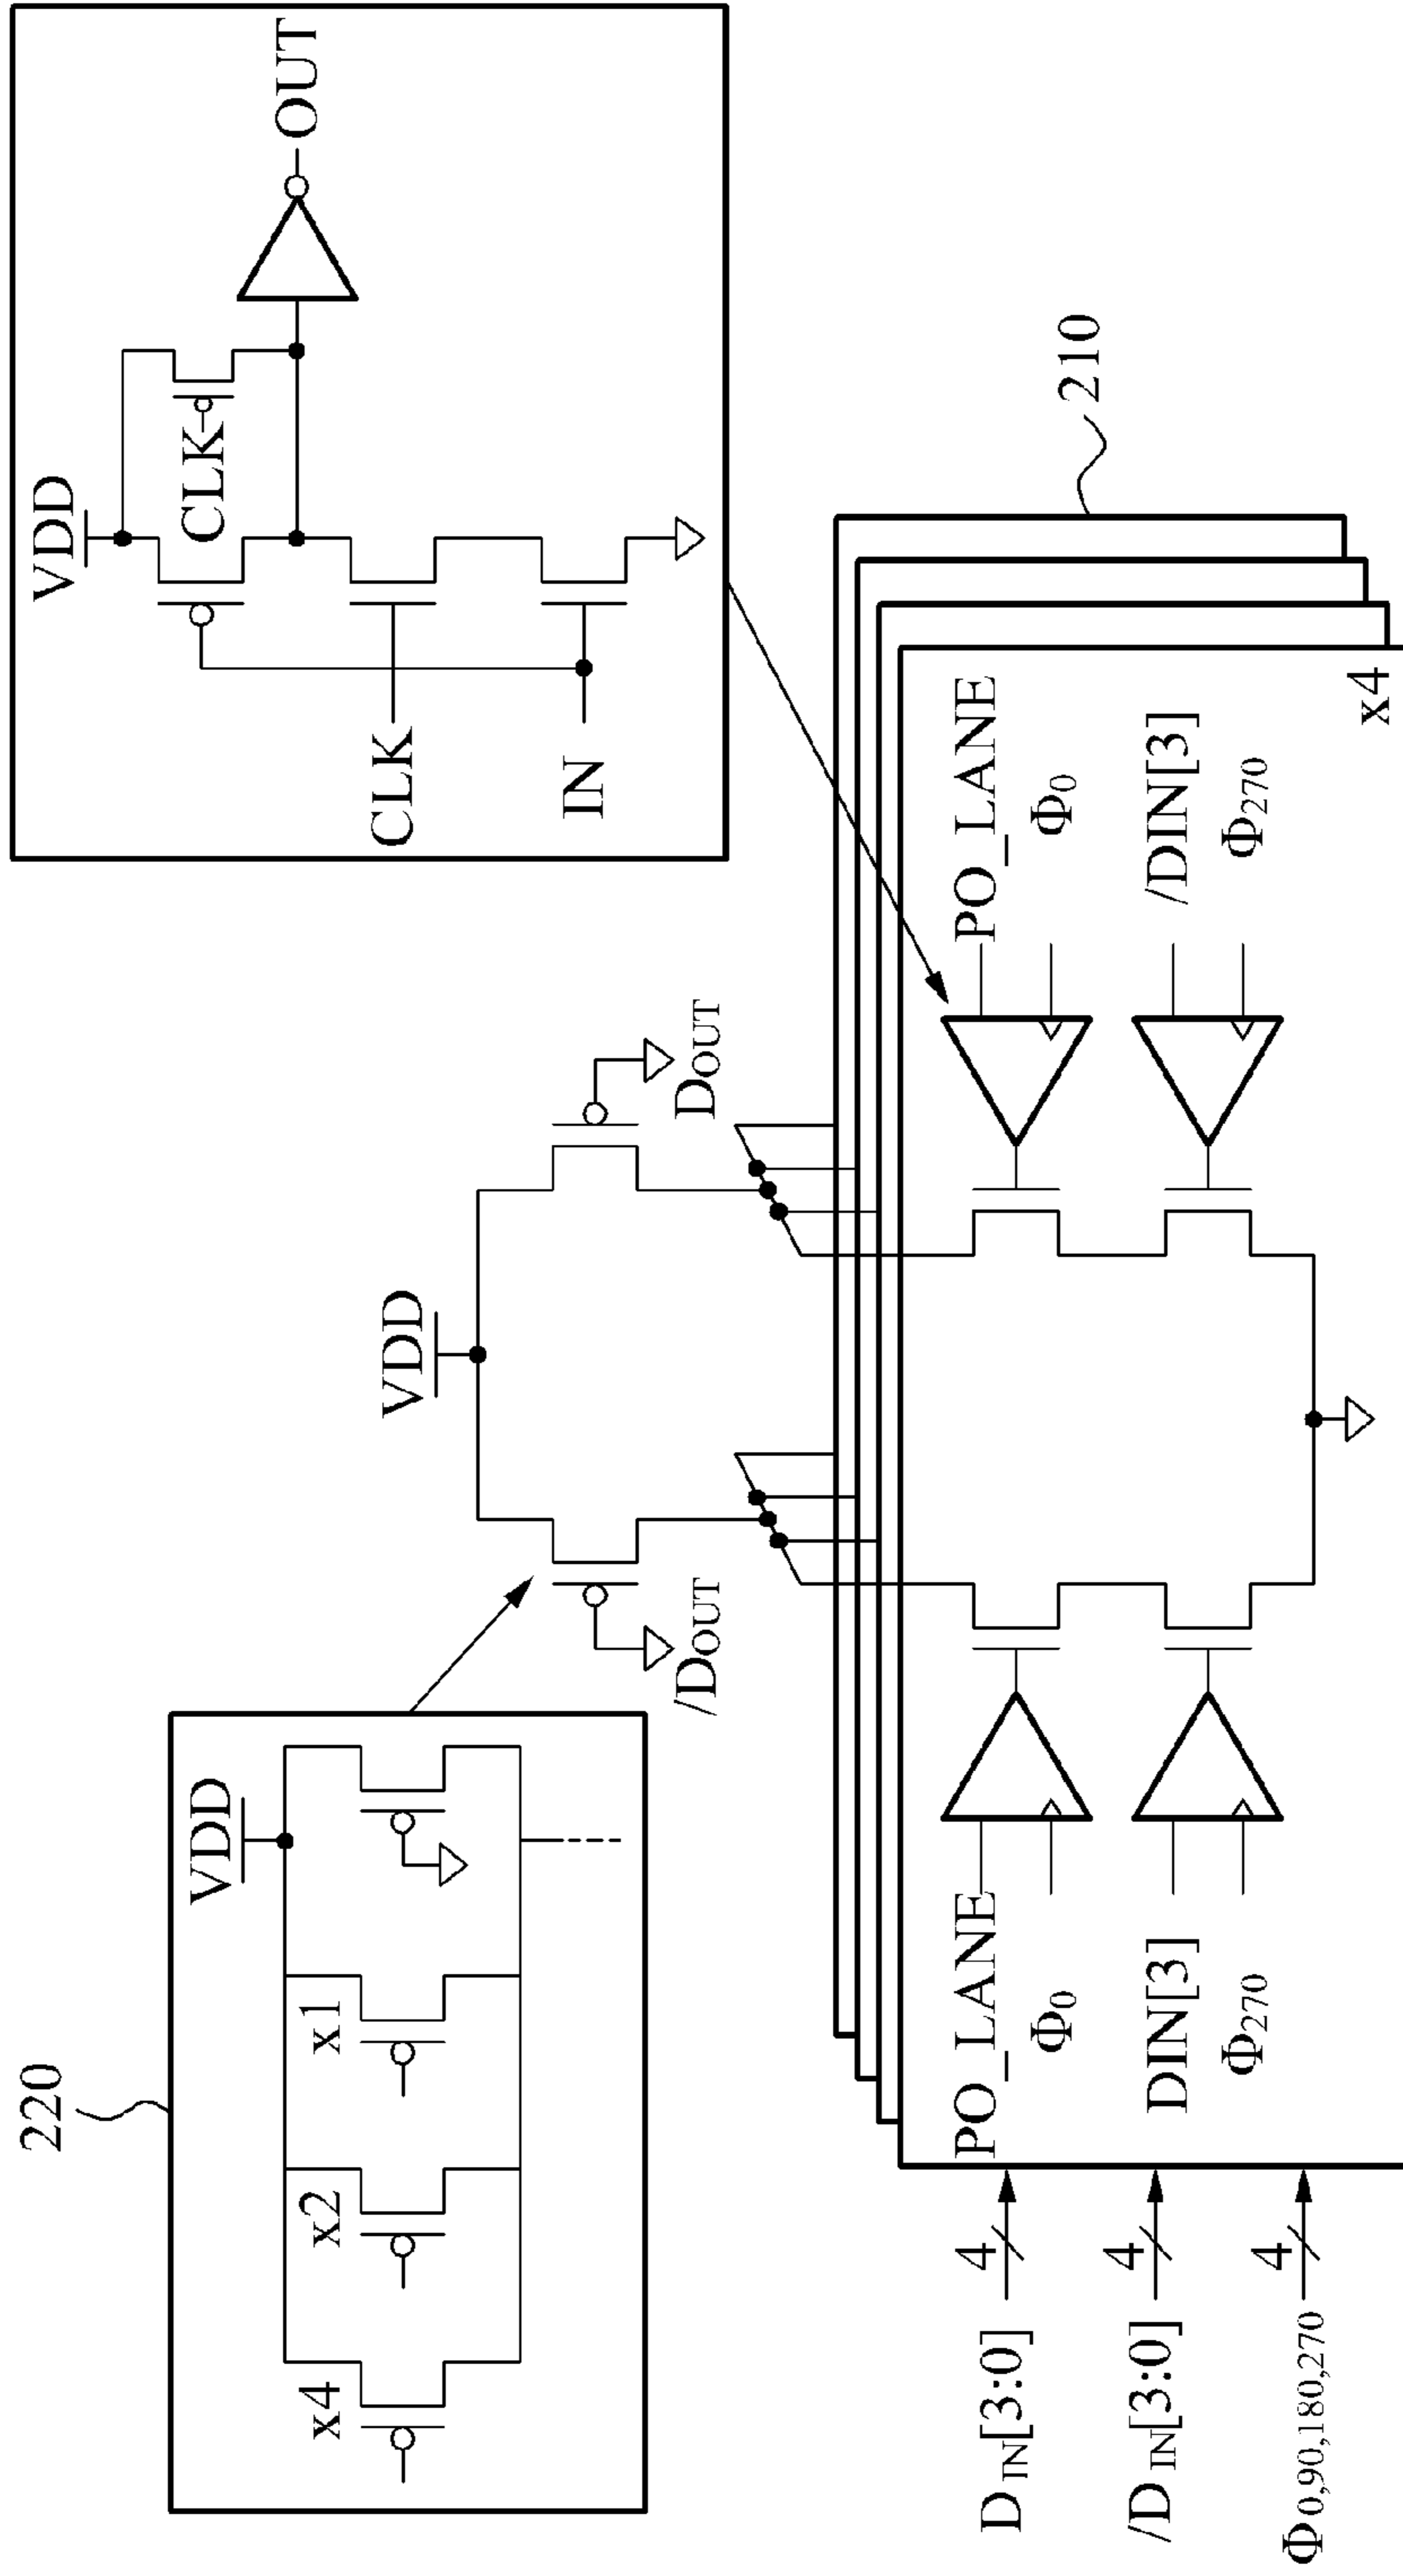 220
VDD
x4
x2
x1
VDD
CLK
OUT
CLK
IN
VDD
/DOUT
DOUT
210
DIN[3:0]
4
/DIN[3:0]
4
Φ0,90,180,270
4
PO_LANE
Φ0
DIN[3]
Φ270
PO_LANE
Φ0
/DIN[3]
Φ270
x4